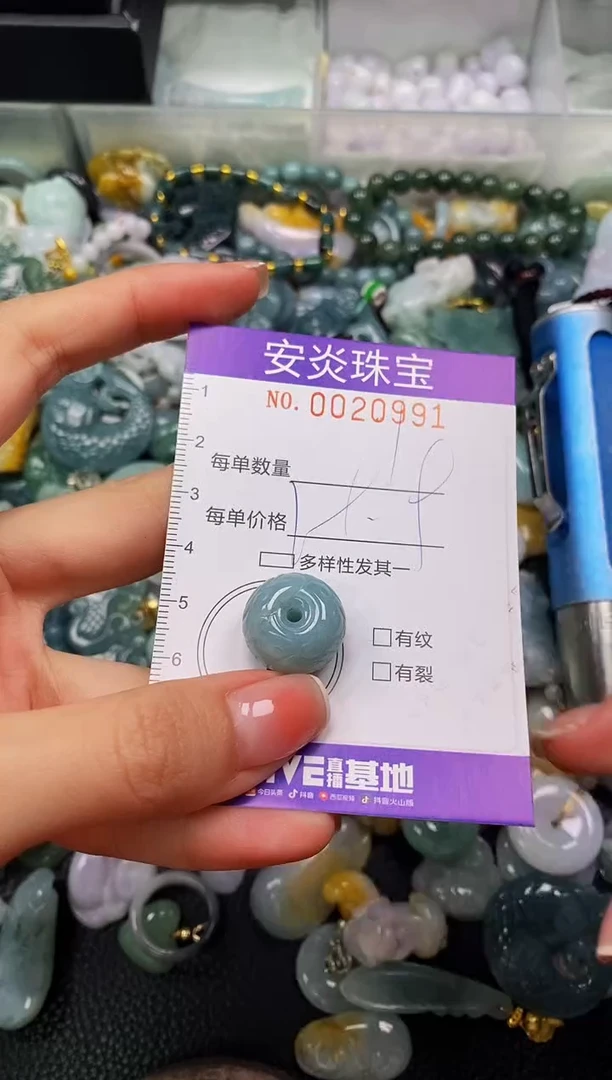 安炎珠宝
NO. 0020991
1
2
每单数量
3
每单价格
4
多样性发其一
5
有纹
6
有裂
IVE 直播 基地
今日头条 抖音 西瓜视频 抖音火山版